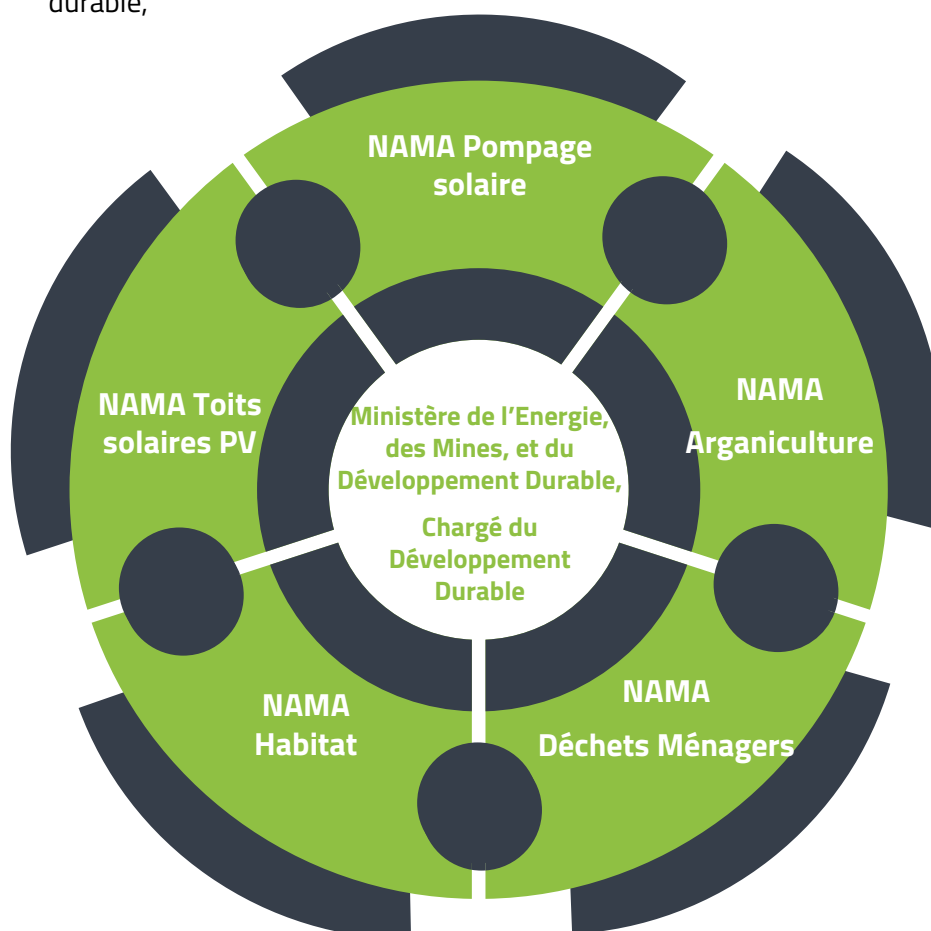 durable,
NAMA Pompage
solaire
NAMA Toits
solaires PV
NAMA
Arganiculture
Ministère de l'Energie,
des Mines, et du
Développement Durable,
Chargé du
Développement
Durable
NAMA
Habitat
NAMA
Déchets Ménagers